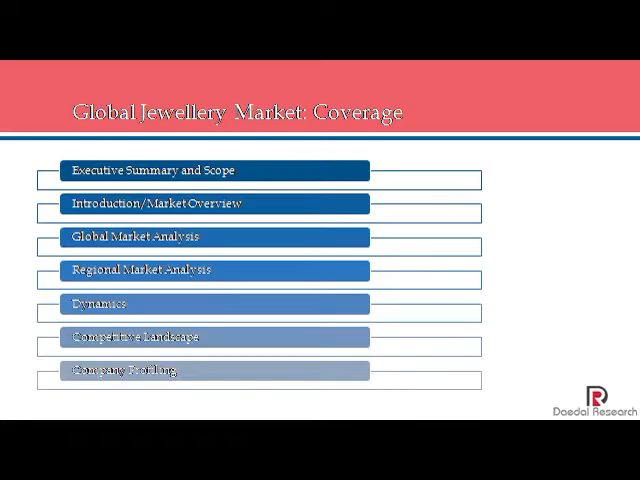 Global Jewellery Market: Coverage
Executive Summary and Scope
Introduction/Market Overview
Global Market Analysis
Regional Market Analysis
Dynamics
Competitive Landscape
Company Profiling
Daedal Research